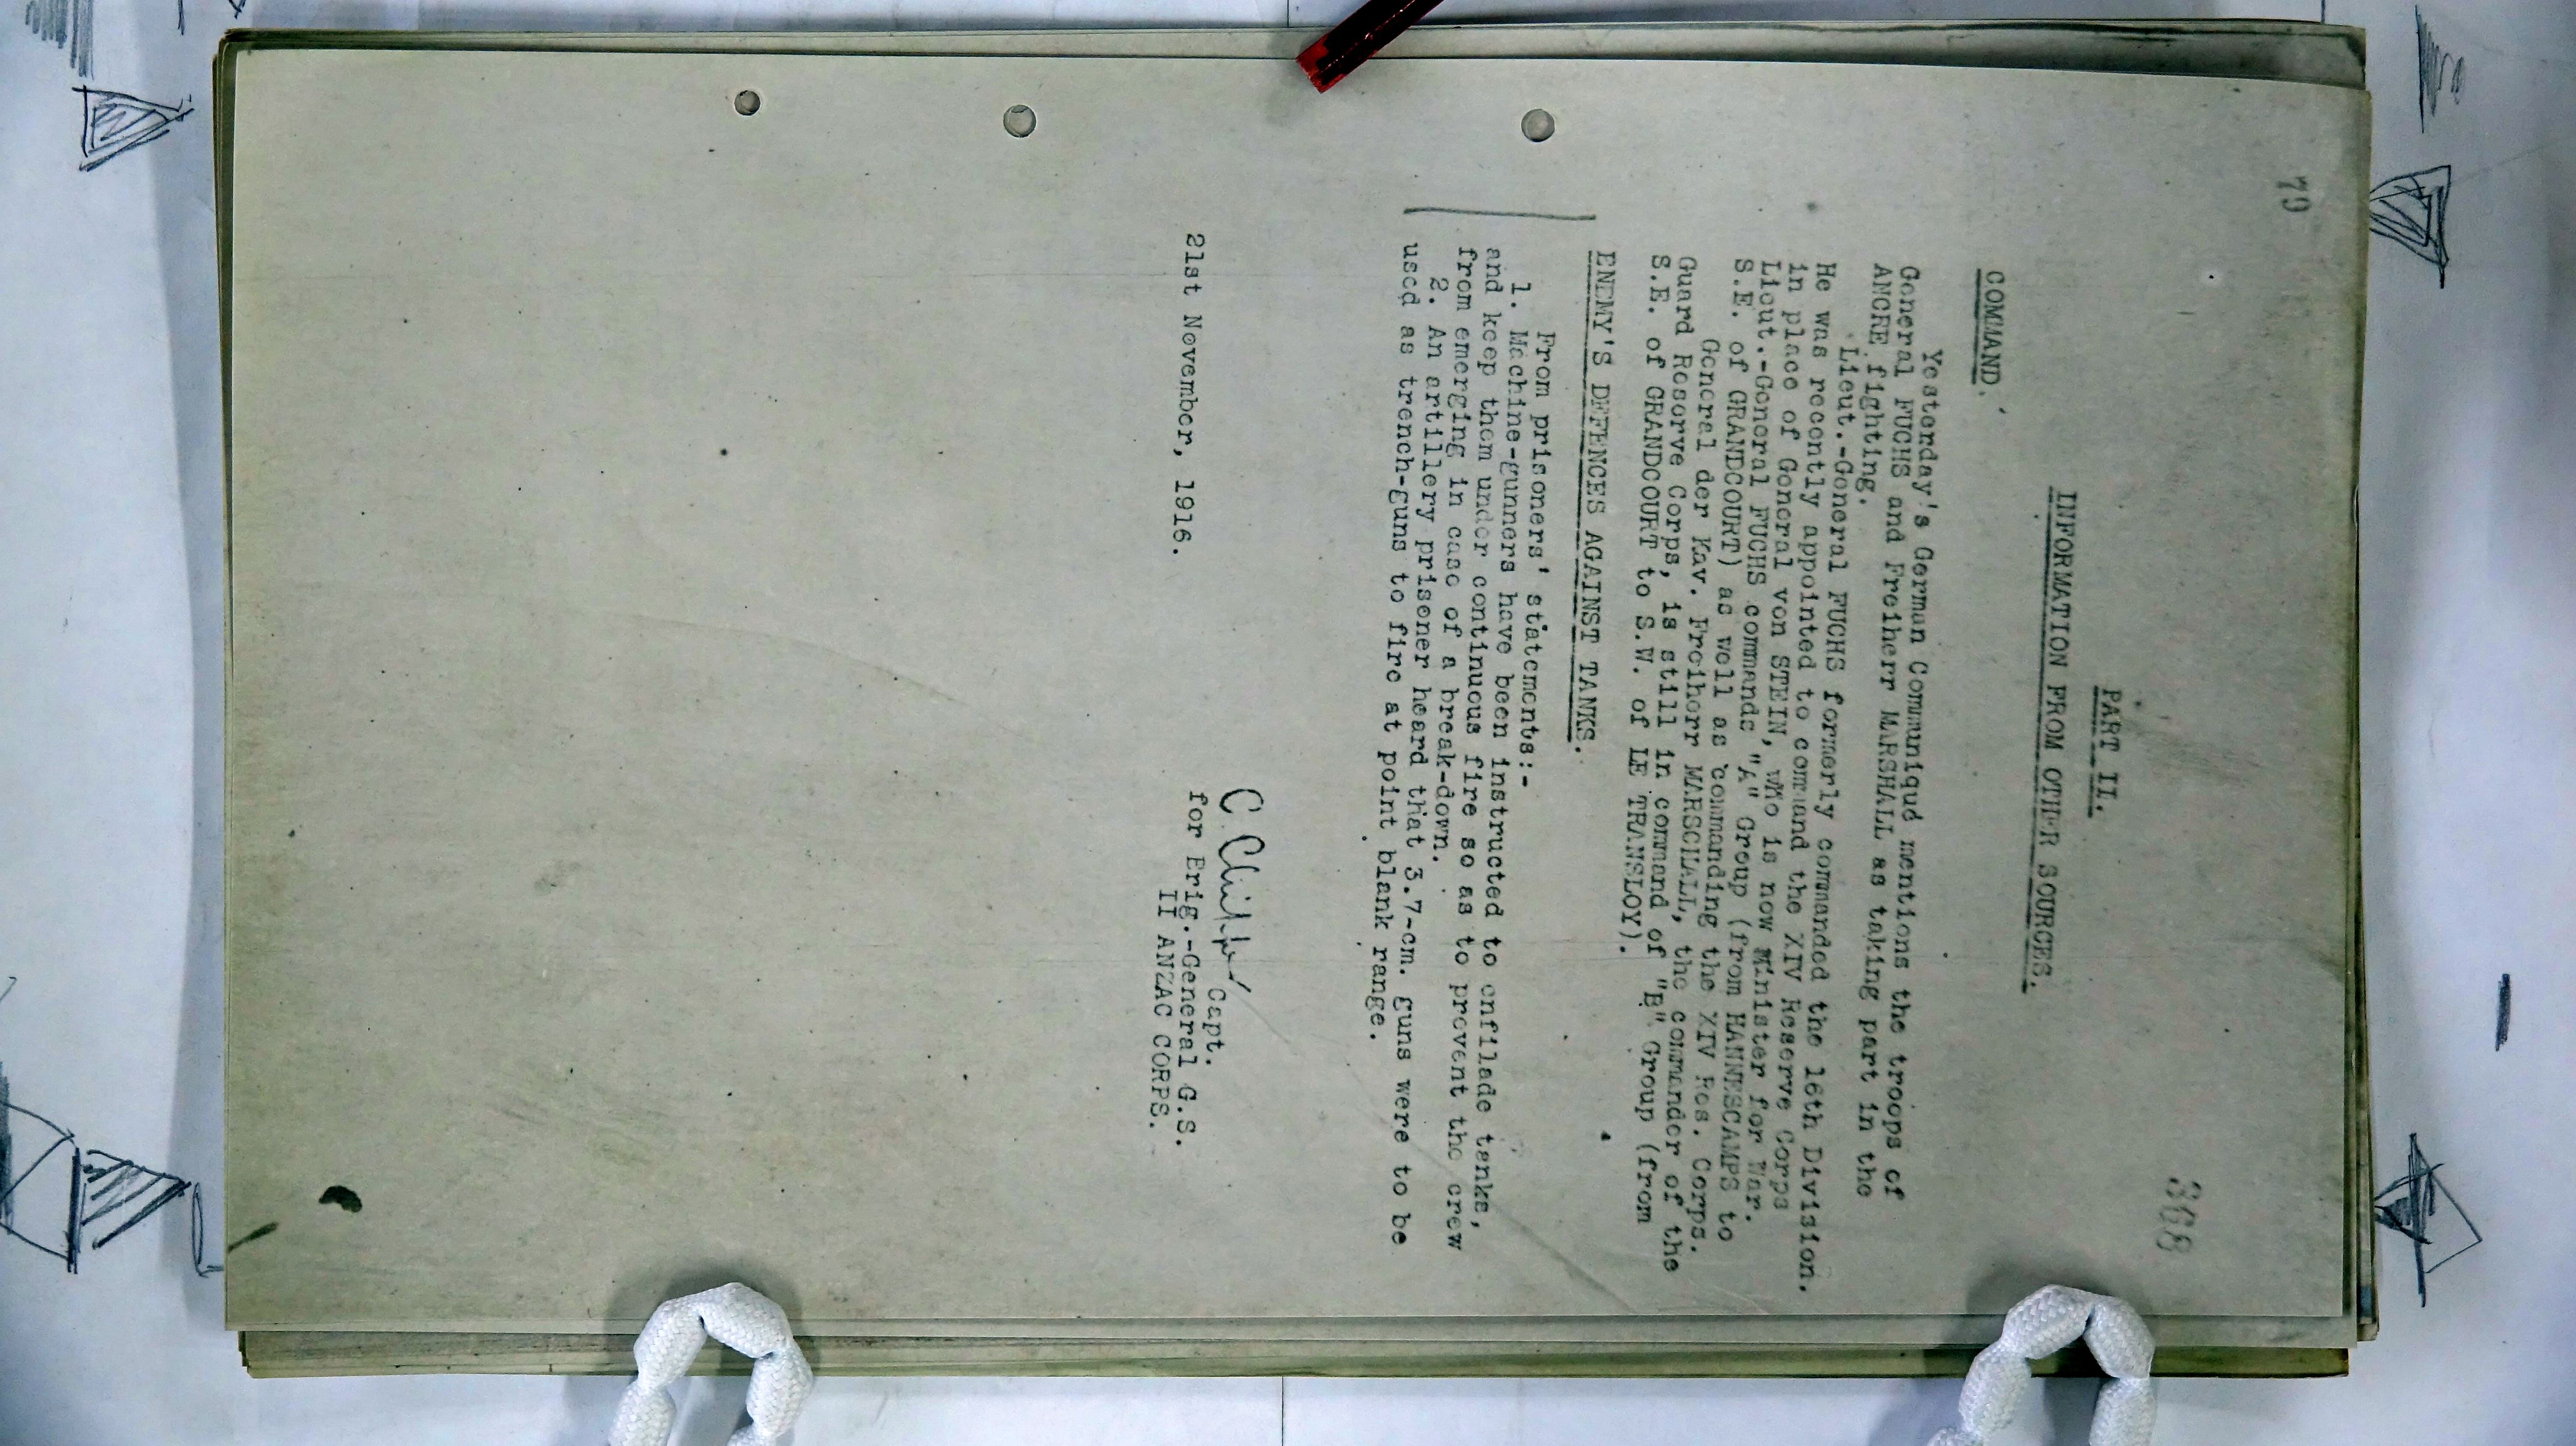 79
368
PART II.
INFORMATION FROM OTHER SOURCES.
COMMAND.
Yesterday's German Communiqué mentions the troops of
General FUCHS and Freiherr MARSHALL as taking part in the
ANCRE fighting.
Lieut.-General FUCHS formerly commanded the 16th Division.
He was recently appointed to command the XIV Reserve Corps
in place of General von STEIN, who is now Minister for War.
Lieut.-General FUCHS commands "A" Group (from HANNESCAMPS to
S.E. of GRANDCOURT) as well as commanding the XIV Res. Corps.
General der Kav. Freiherr MARSCHALL, the commander of the
Guard Reserve Corps, is still in command of "B" Group (from
S.E. of GRANDCOURT to S.W. of LE TRANSLOY).
ENEMY'S DEFENCES AGAINST TANKS.
From prisoners' statements:-
1. Machine-gunners have been instructed to enfilade tanks,
and keep them under continuous fire so as to prevent the crew
from emerging in case of a break-down.
2. An artillery prisoner heard that 3.7-cm. guns were to be
used as trench-guns to fire at point blank range.
Capt.
21st November, 1916. for Brig.-General G.S.
II ANZAC CORPS.